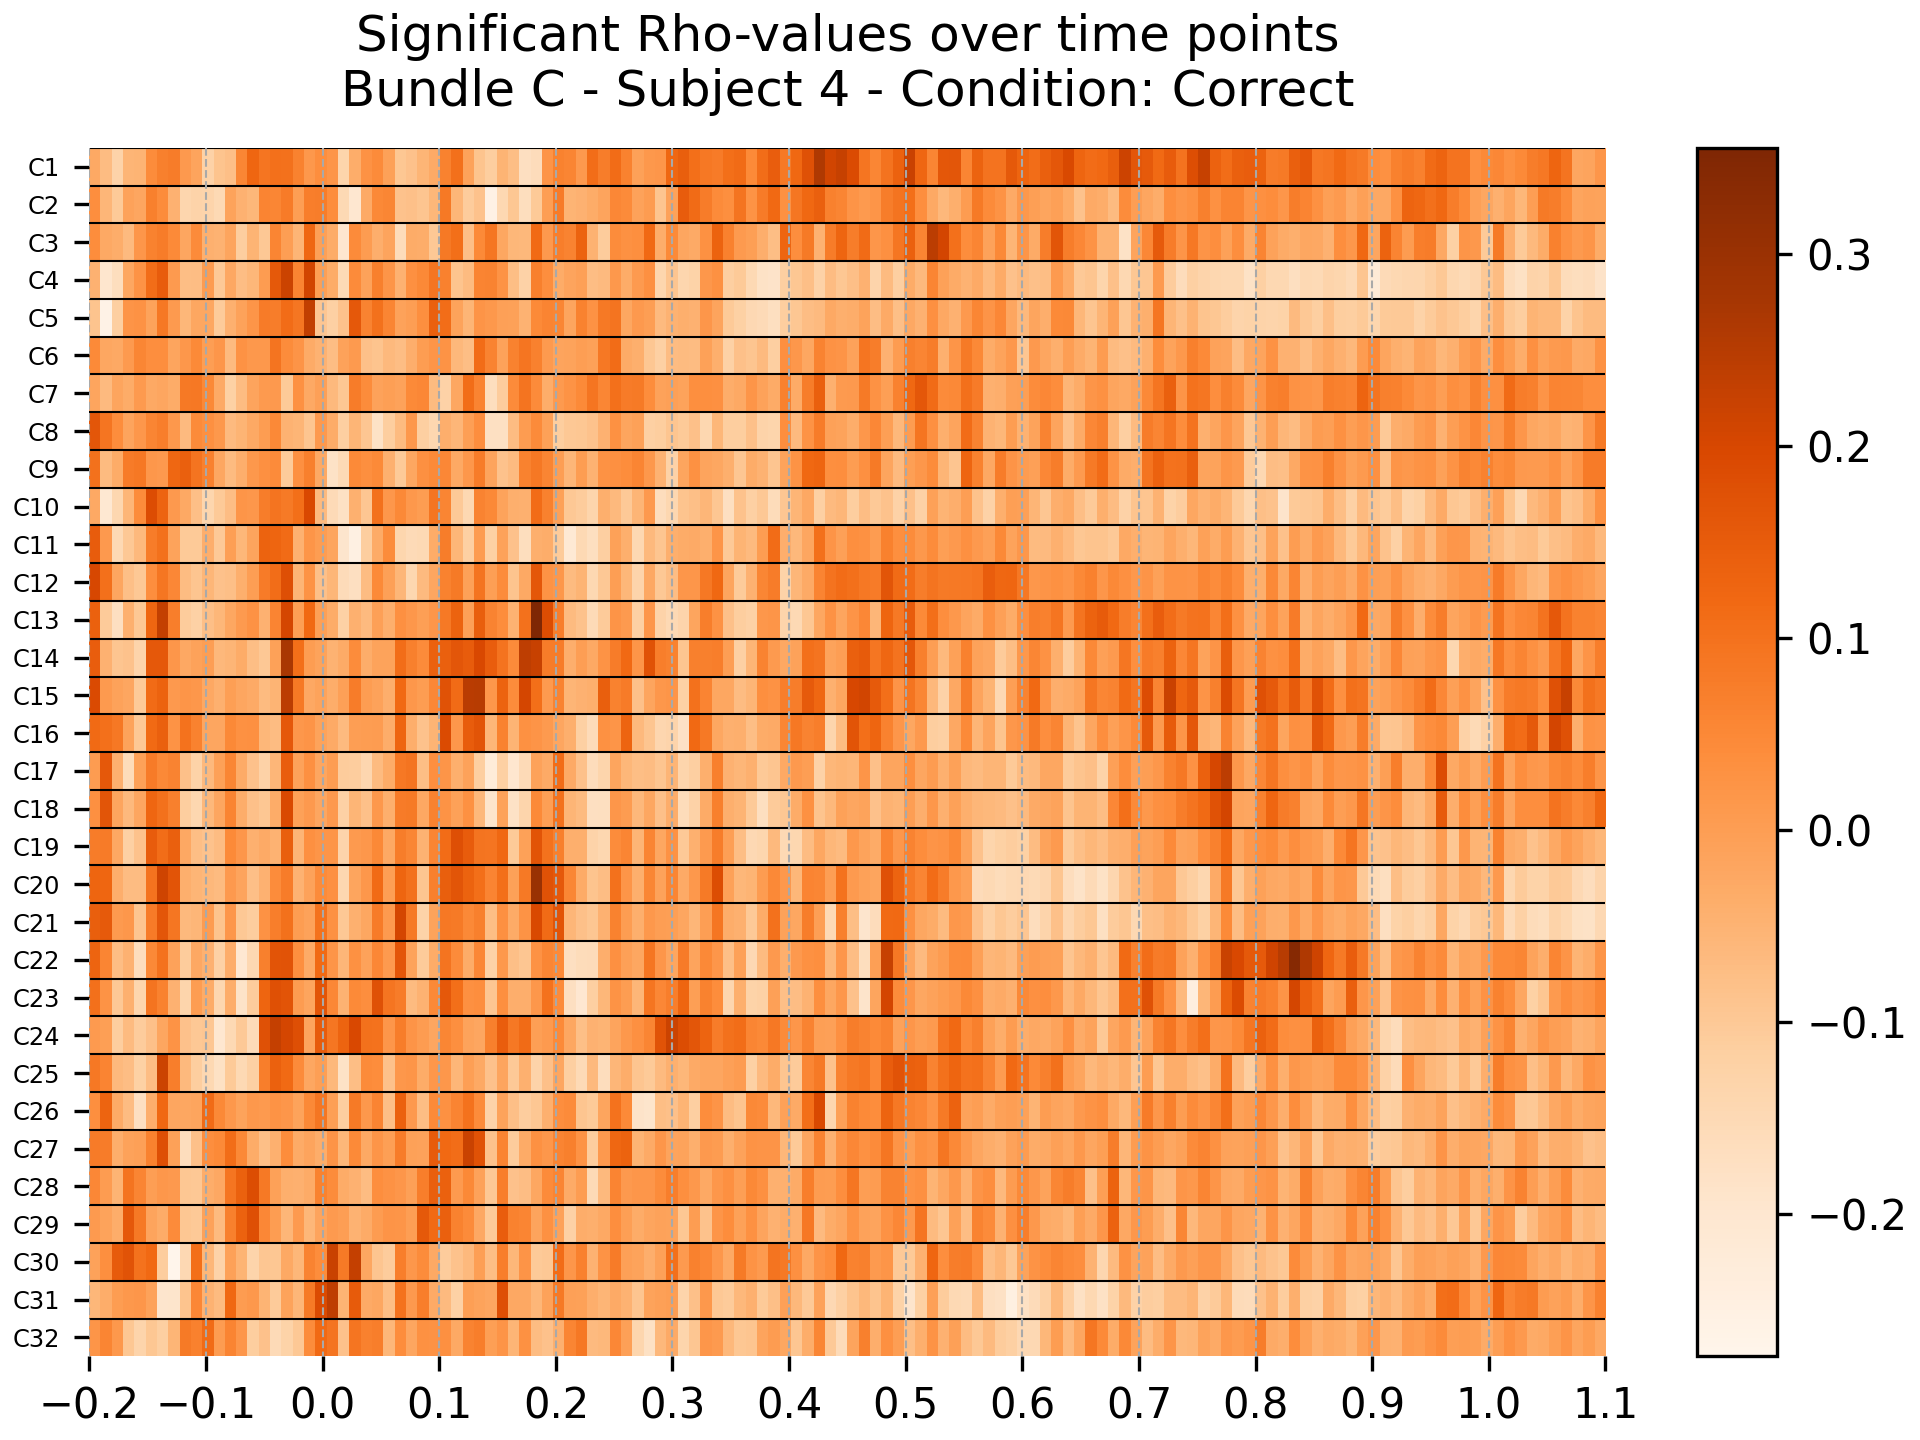 Significant Rho-values over time points
Bundle C - Subject 4 - Condition: Correct
C1
C2
C3
C4
C5
C6
C7
C8
C9
C10
C11
C12
C13
C14
C15
C16
C17
C18
C19
C20
C21
C22
C23
C24
C25
C26
C27
C28
C29
C30
C31
C32
−0.2 −0.1 0.0 0.1 0.2 0.3 0.4 0.5 0.6 0.7 0.8 0.9 1.0 1.1
0.3
0.2
0.1
0.0
−0.1
−0.2